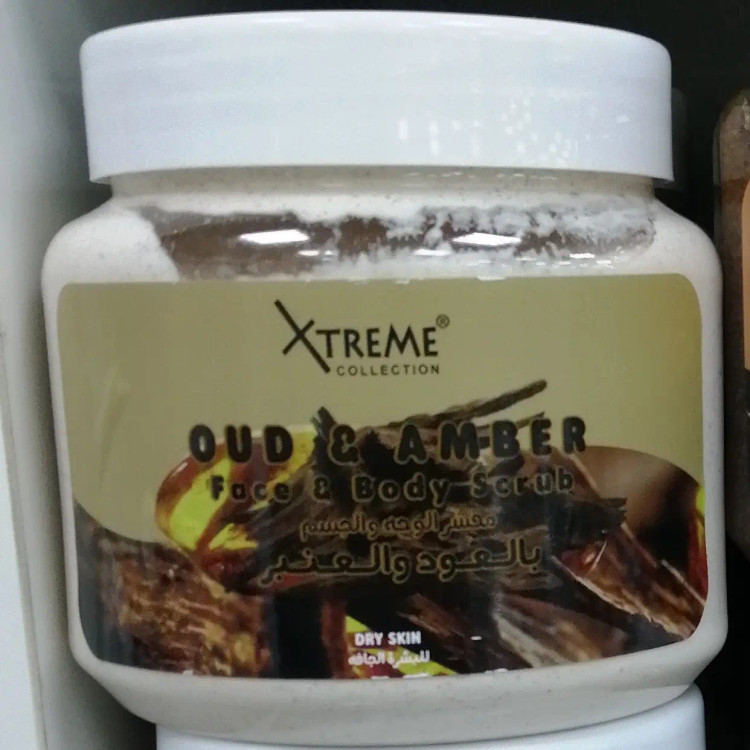 XTREME®
COLLECTION
OUD & AMBER
Face & Body Scrub
مقشر الوجه والجسم
بالعود والعنبر
DRY SKIN
للبشرة الجافة